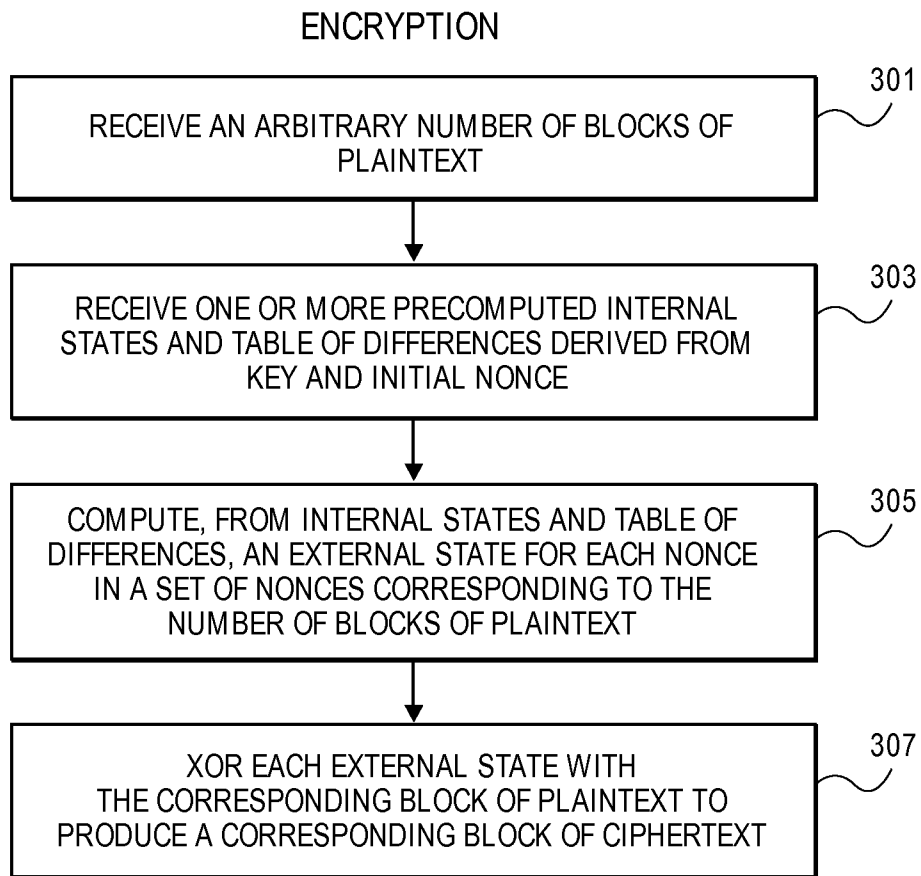 ENCRYPTION
301
RECEIVE AN ARBITRARY NUMBER OF BLOCKS OF
PLAINTEXT
303
RECEIVE ONE OR MORE PRECOMPUTED INTERNAL
STATES AND TABLE OF DIFFERENCES DERIVED FROM
KEY AND INITIAL NONCE
305
COMPUTE, FROM INTERNAL STATES AND TABLE OF
DIFFERENCES, AN EXTERNAL STATE FOR EACH NONCE
IN A SET OF NONCES CORRESPONDING TO THE
NUMBER OF BLOCKS OF PLAINTEXT
307
XOR EACH EXTERNAL STATE WITH
THE CORRESPONDING BLOCK OF PLAINTEXT TO
PRODUCE A CORRESPONDING BLOCK OF CIPHERTEXT